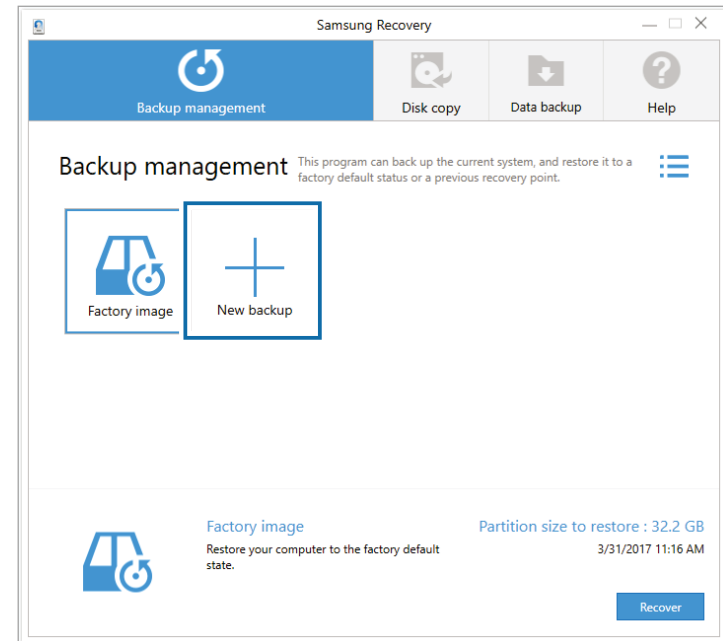 Samsung Recovery
Backup management
Disk copy
Data backup
Help
Backup management
This program can back up the current system, and restore it to a
factory default status or a previous recovery point.
Factory image
New backup
Factory image
Restore your computer to the factory default
state.
Partition size to restore : 32.2 GB
3/31/2017 11:16 AM
Recover